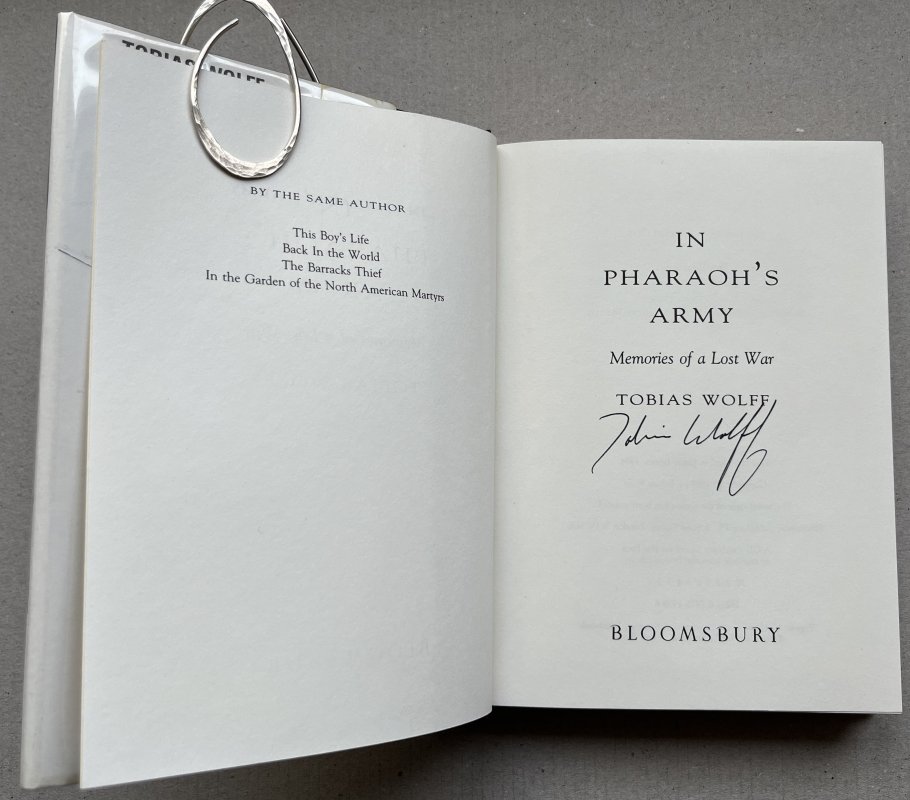 TOBIAS WOLFF
BY THE SAME AUTHOR
This Boy's Life
Back In the World
The Barracks Thief
In the Garden of the North American Martyrs
IN
PHARAOH'S
ARMY
Memories of a Lost War
TOBIAS WOLFF
Tobias Wolff
BLOOMSBURY